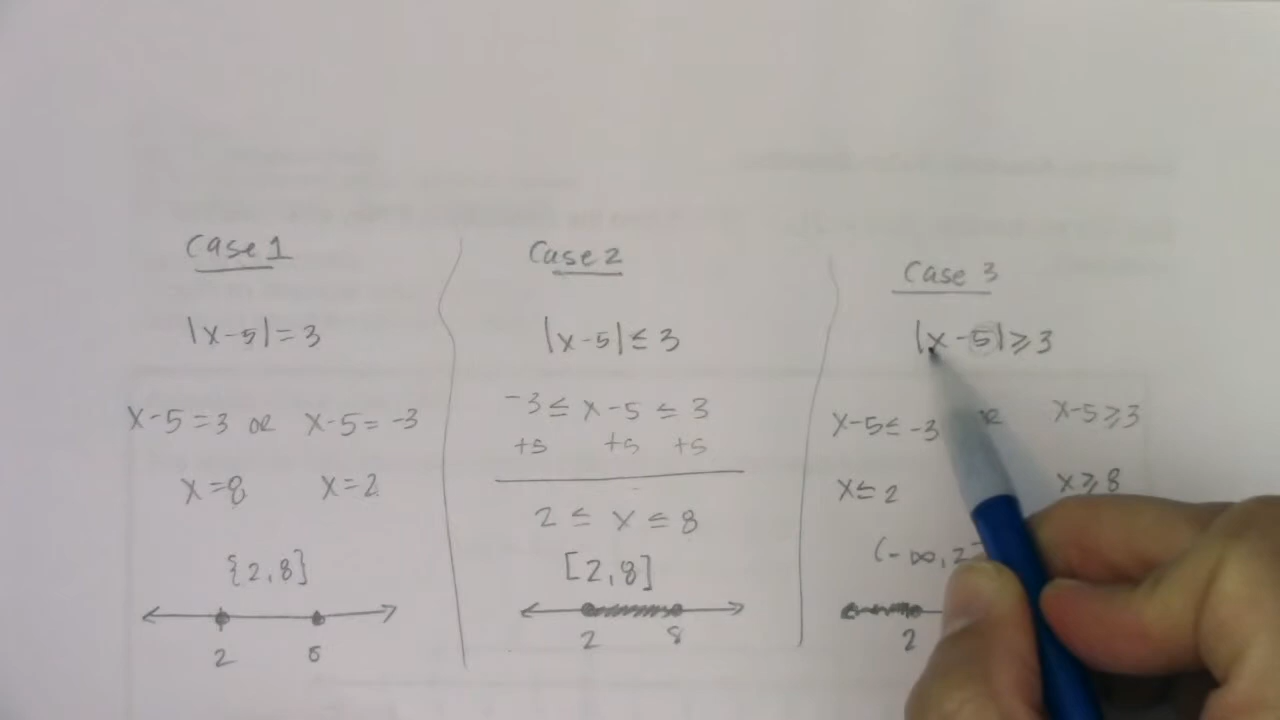 Case 1
|x-5| = 3
x-5 = 3 OR x-5 = -3
x = 8 x = 2
{2,8}
2 8
Case 2
|x-5| ≤ 3
-3 ≤ x-5 ≤ 3
+5 +5 +5
2 ≤ x ≤ 8
[2,8]
2 8
Case 3
|x-5| ≥ 3
x-5 ≤ -3 OR x-5 ≥ 3
x ≤ 2 x ≥ 8
(-∞,2
2